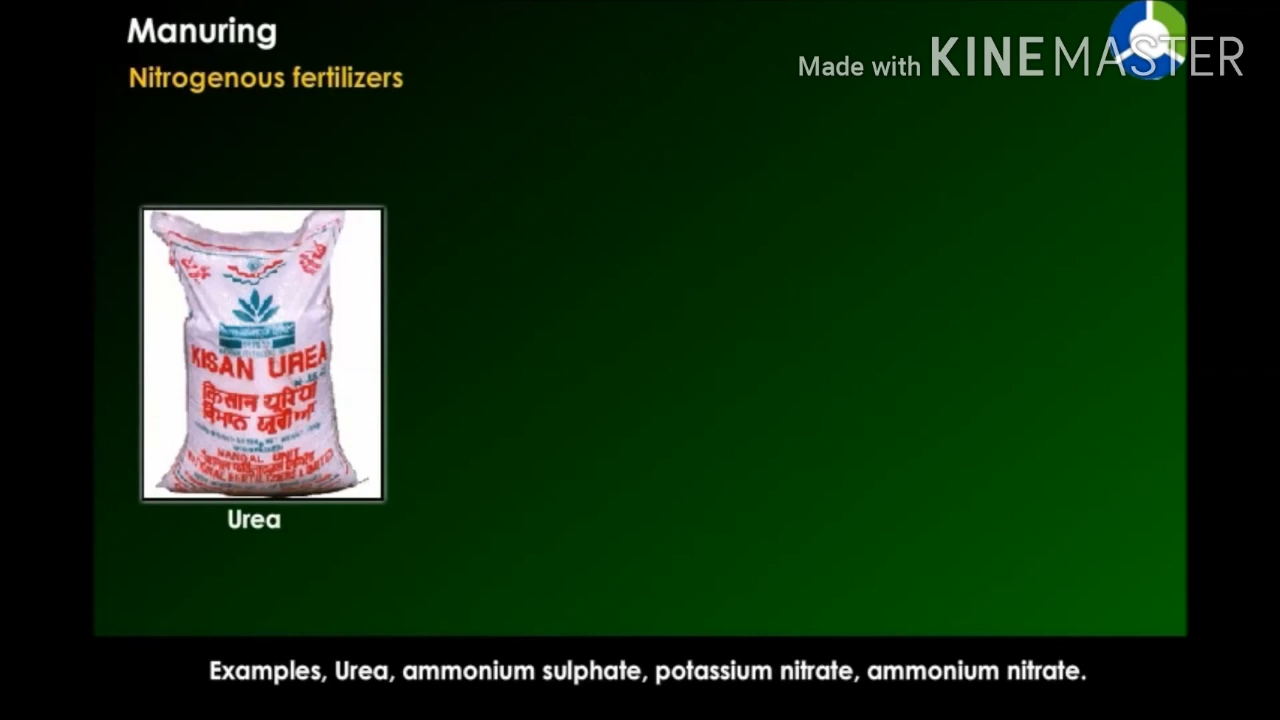 Manuring
Nitrogenous fertilizers
Made with KINEMASTER
KISAN UREA
किसान यूरिया
Urea
Examples, Urea, ammonium sulphate, potassium nitrate, ammonium nitrate.